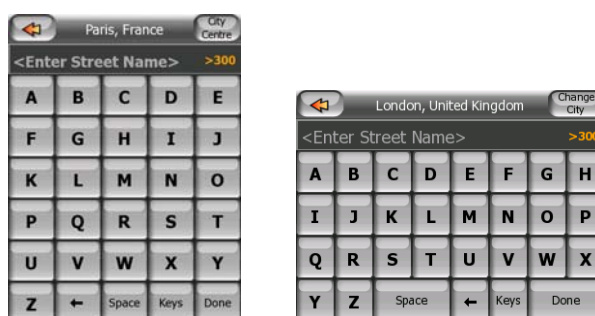 Paris, France
City
Centre
<Enter Street Name> >300
A B C D E
F G H I J
K L M N O
P Q R S T
U V W X Y
Z ← Space Keys Done
London, United Kingdom
Change
City
<Enter Street Name> >300
A B C D E F G H
I J K L M N O P
Q R S T U V W X
Y Z Space ← Keys Done